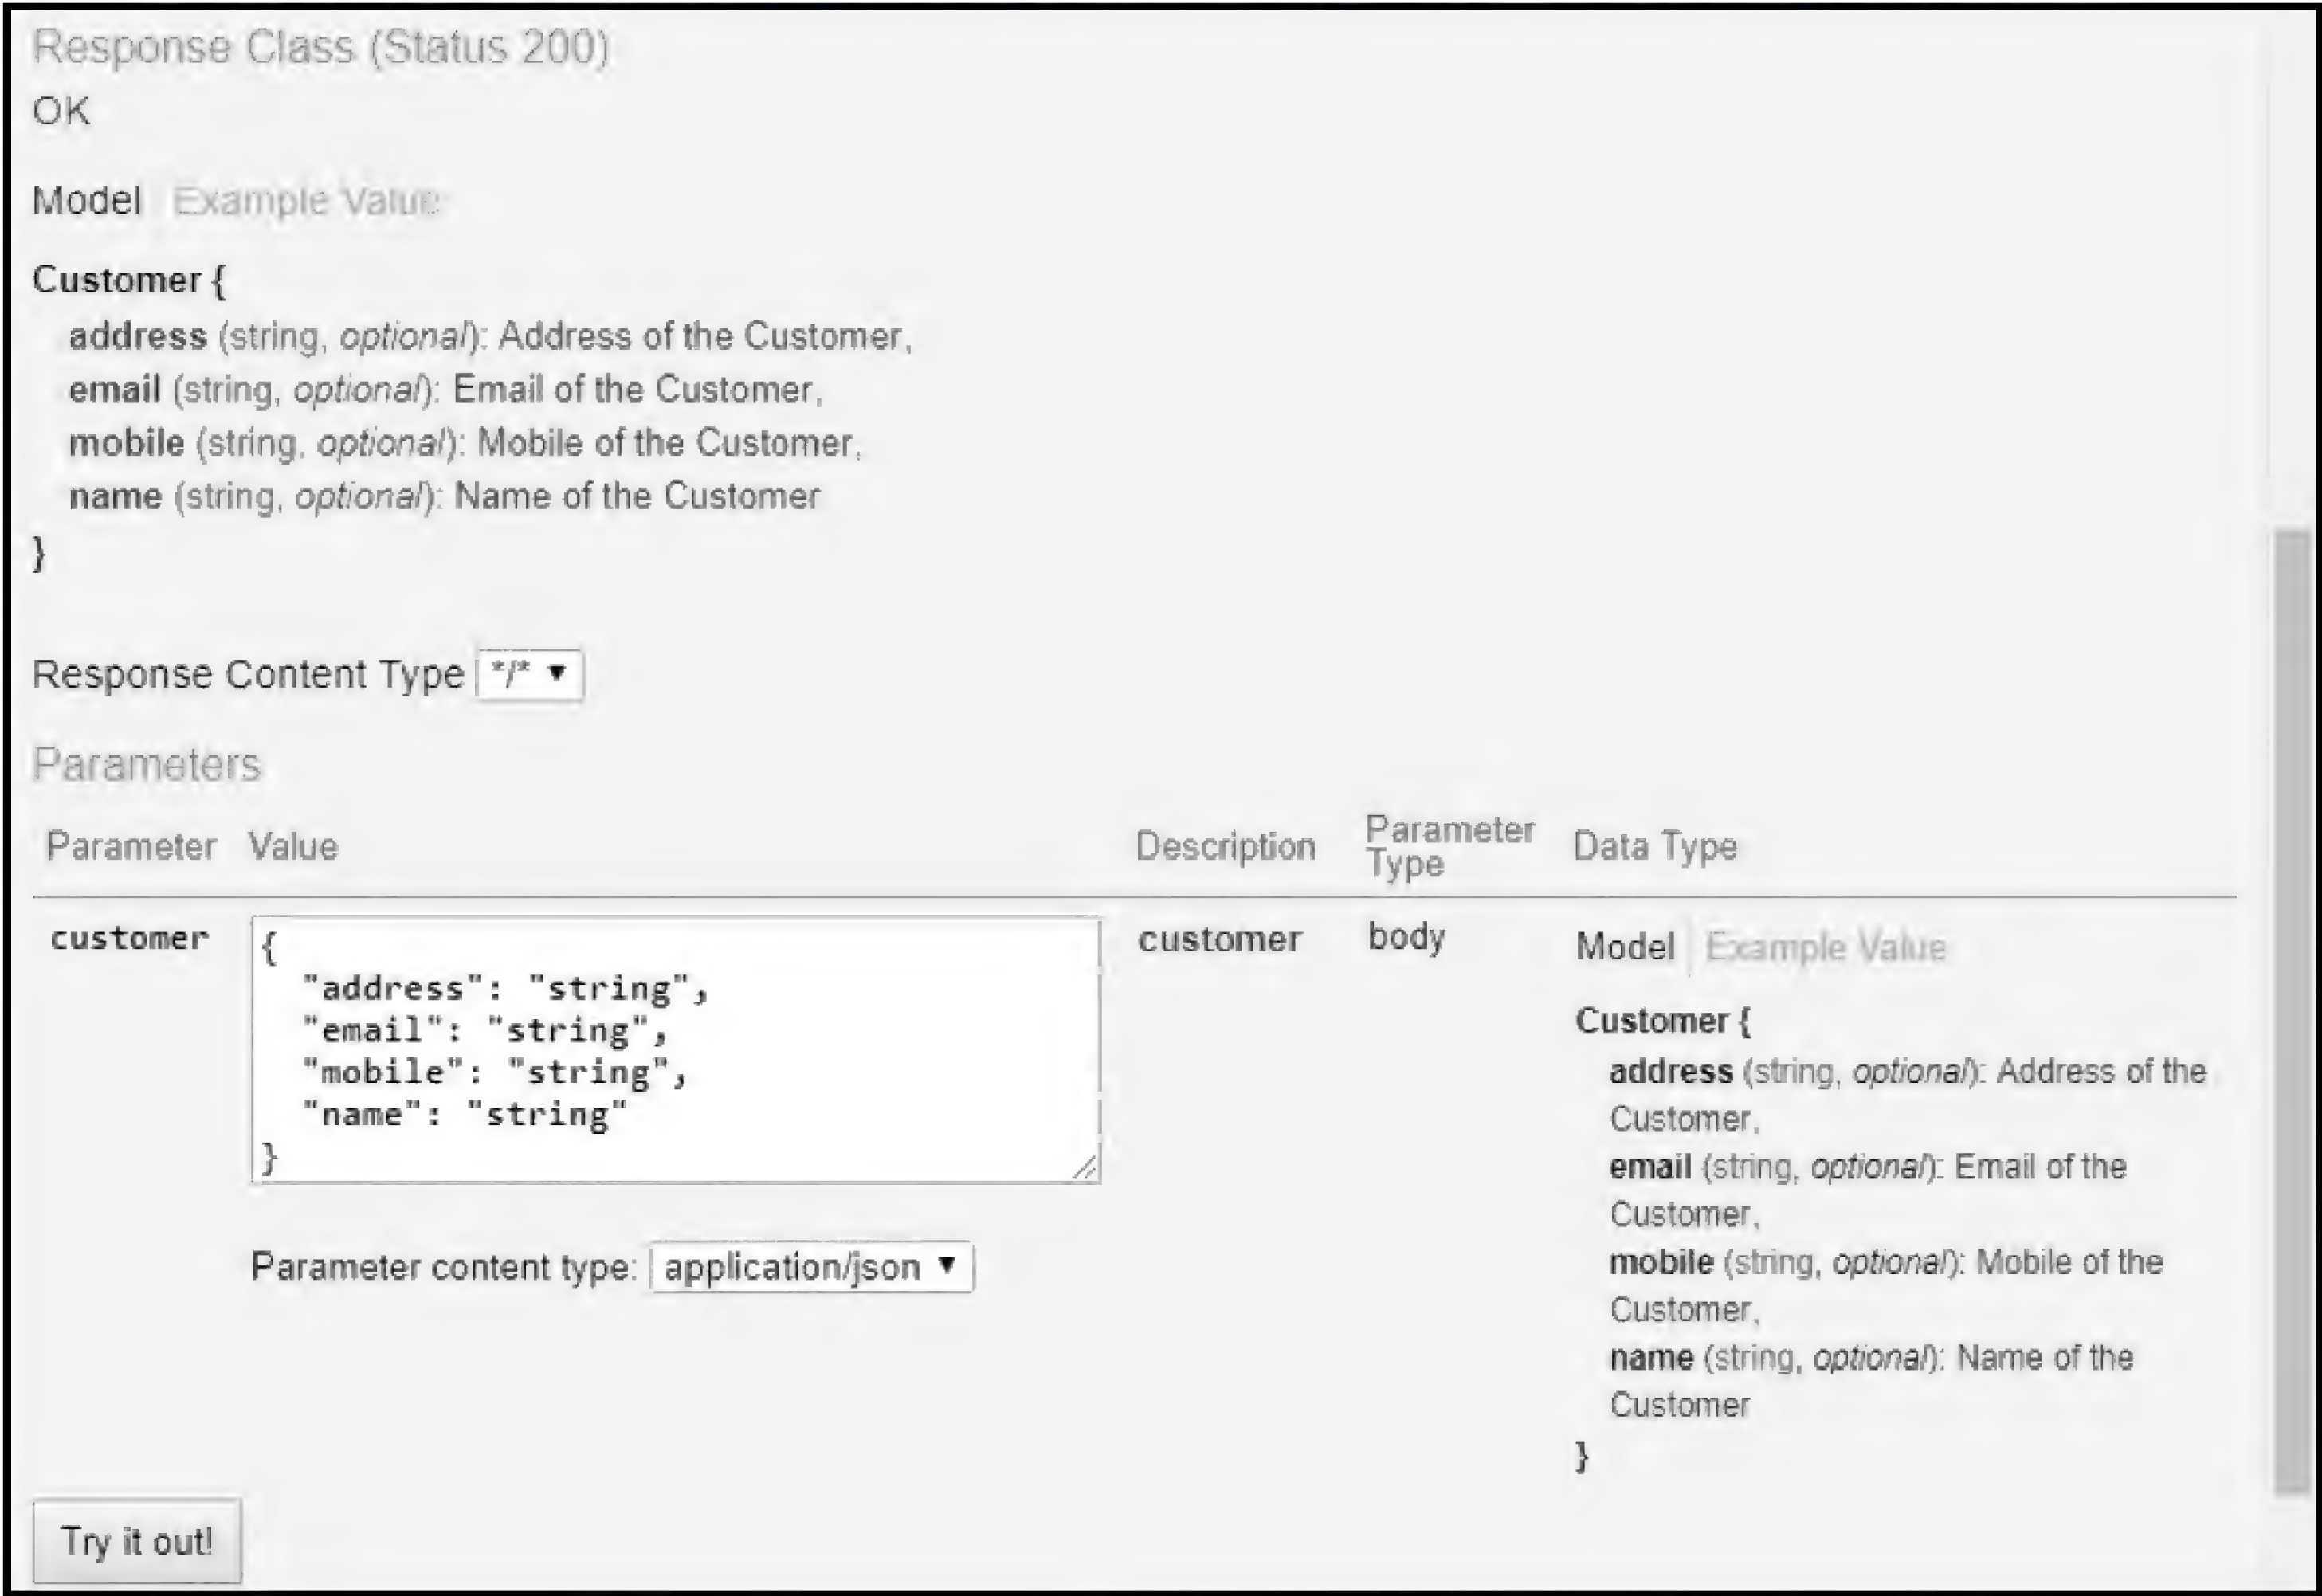 Response Class (Status 200)
OK
Model Example Value
Customer {
address (string, optional): Address of the Customer,
email (string, optional): Email of the Customer,
mobile (string, optional): Mobile of the Customer,
name (string, optional): Name of the Customer
}
Response Content Type */* ▼
Parameters
Parameter Value Description Parameter Type Data Type
customer
{
"address": "string",
"email": "string",
"mobile": "string",
"name": "string"
}
Parameter content type: application/json ▼
customer body
Model Example Value
Customer {
address (string, optional): Address of the
Customer,
email (string, optional): Email of the
Customer,
mobile (string, optional): Mobile of the
Customer,
name (string, optional): Name of the
Customer
}
Try it out!